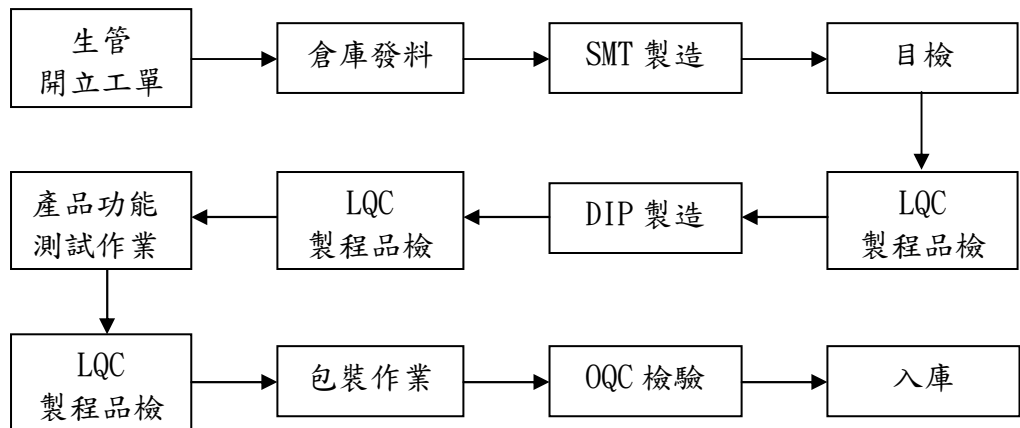 生管
開立工單
倉庫發料
SMT 製造
目檢
LQC
製程品檢
DIP 製造
LQC
製程品檢
產品功能
測試作業
LQC
製程品檢
包裝作業
OQC 檢驗
入庫